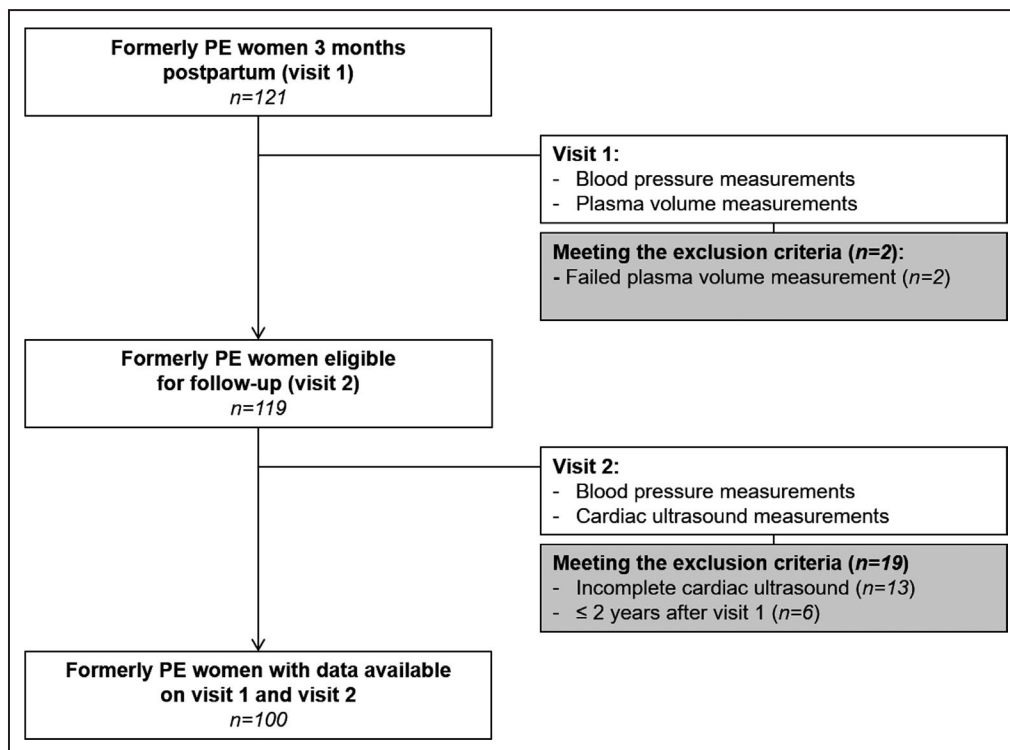 Formerly PE women 3 months
postpartum (visit 1)
n=121
Visit 1:
- Blood pressure measurements
- Plasma volume measurements
Meeting the exclusion criteria (n=2):
- Failed plasma volume measurement (n=2)
Formerly PE women eligible
for follow-up (visit 2)
n=119
Visit 2:
- Blood pressure measurements
- Cardiac ultrasound measurements
Meeting the exclusion criteria (n=19)
- Incomplete cardiac ultrasound (n=13)
- ≤ 2 years after visit 1 (n=6)
Formerly PE women with data available
on visit 1 and visit 2
n=100